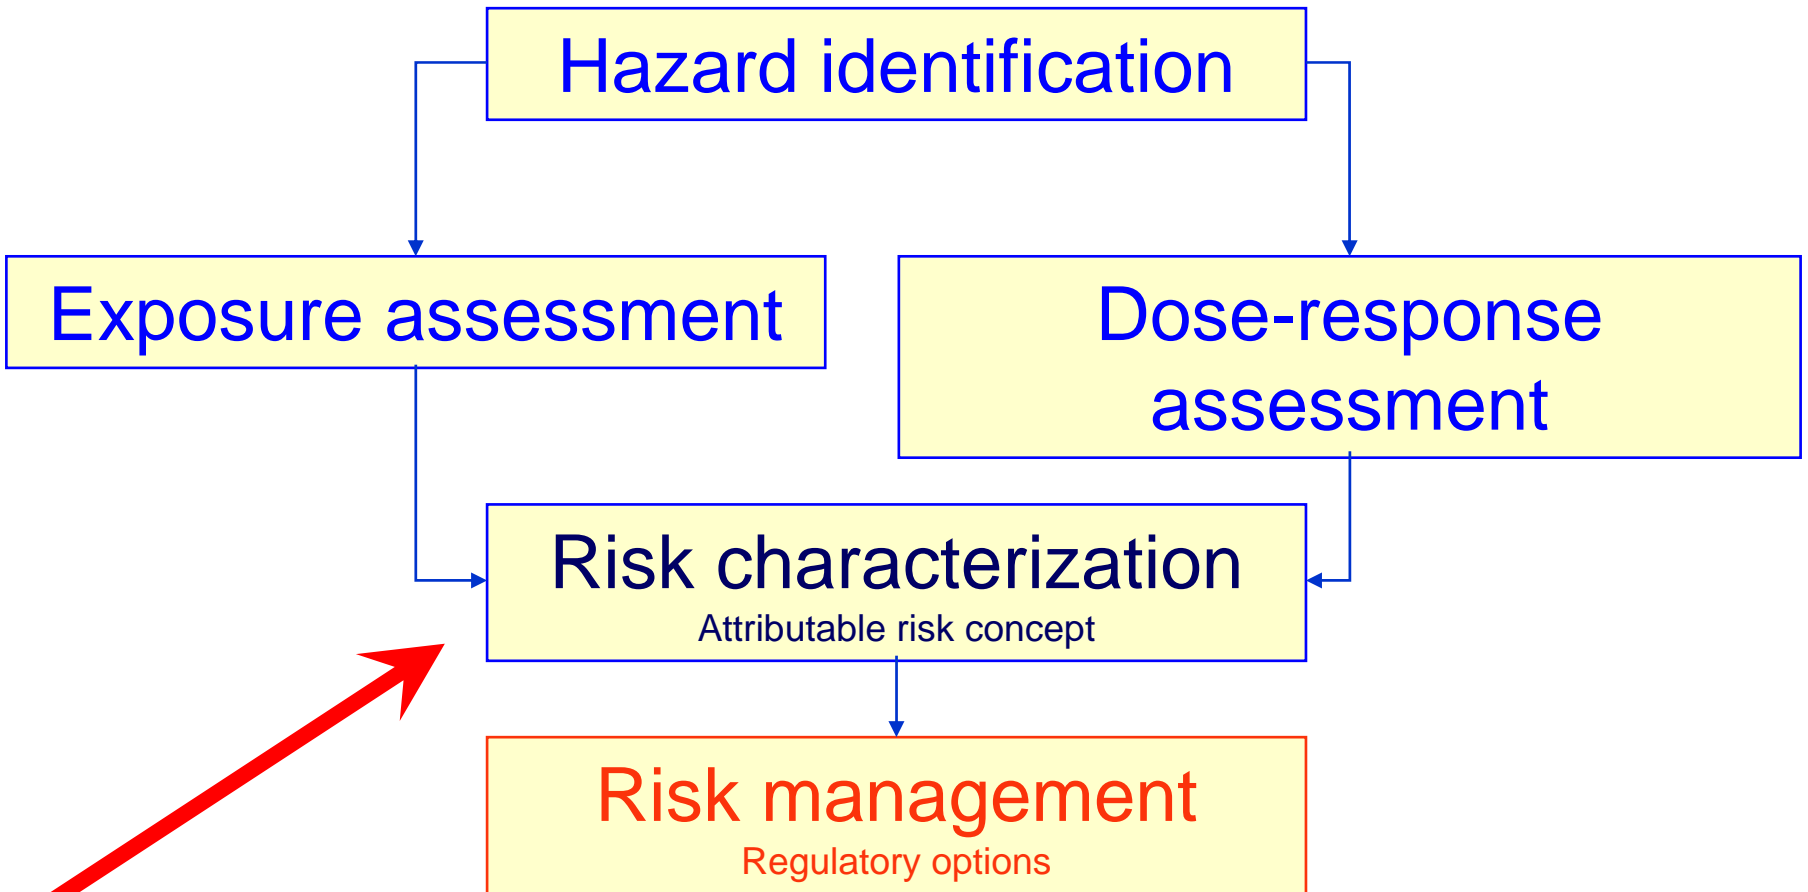 Hazard identification
Exposure assessment
Dose-response
assessment
Risk characterization
Attributable risk concept
Risk management
Regulatory options